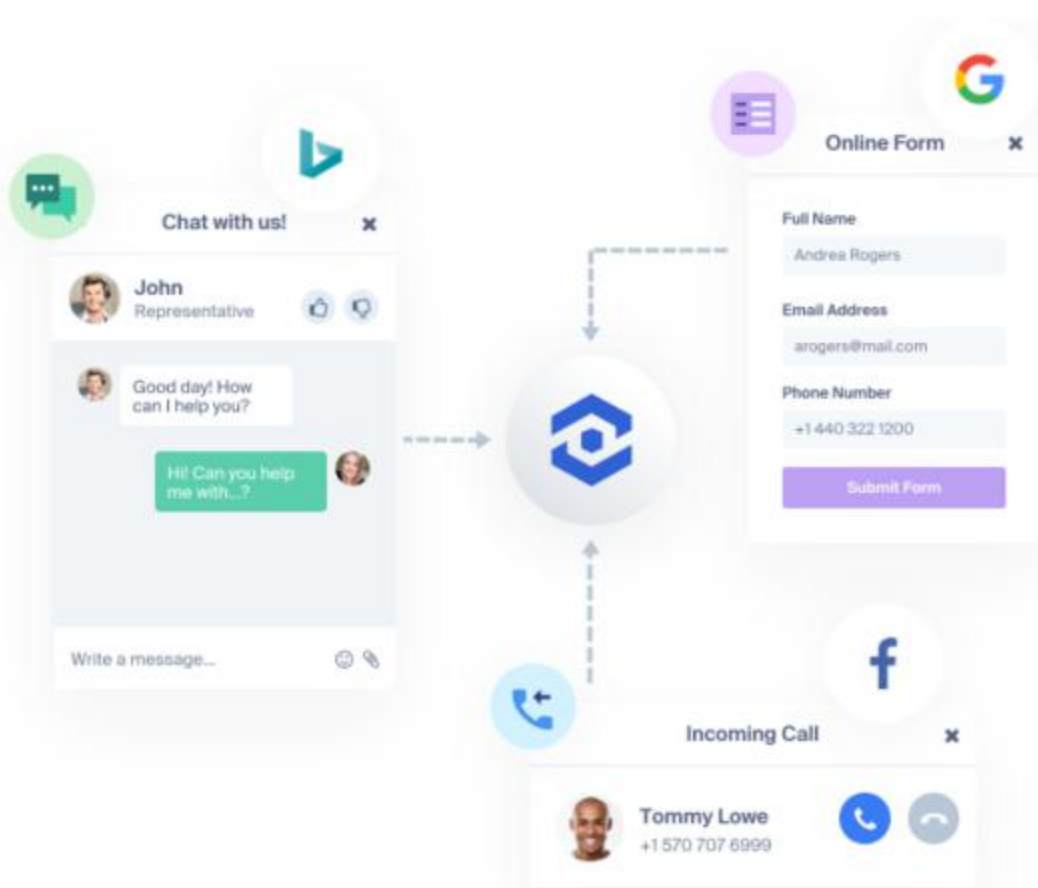 Chat with us!
John
Representative
Good day! How
can I help you?
Hi! Can you help
me with...?
Write a message...
Online Form
Full Name
Andrea Rogers
Email Address
arogers@mail.com
Phone Number
+1 440 322 1200
Submit Form
Incoming Call
Tommy Lowe
+1 570 707 6999